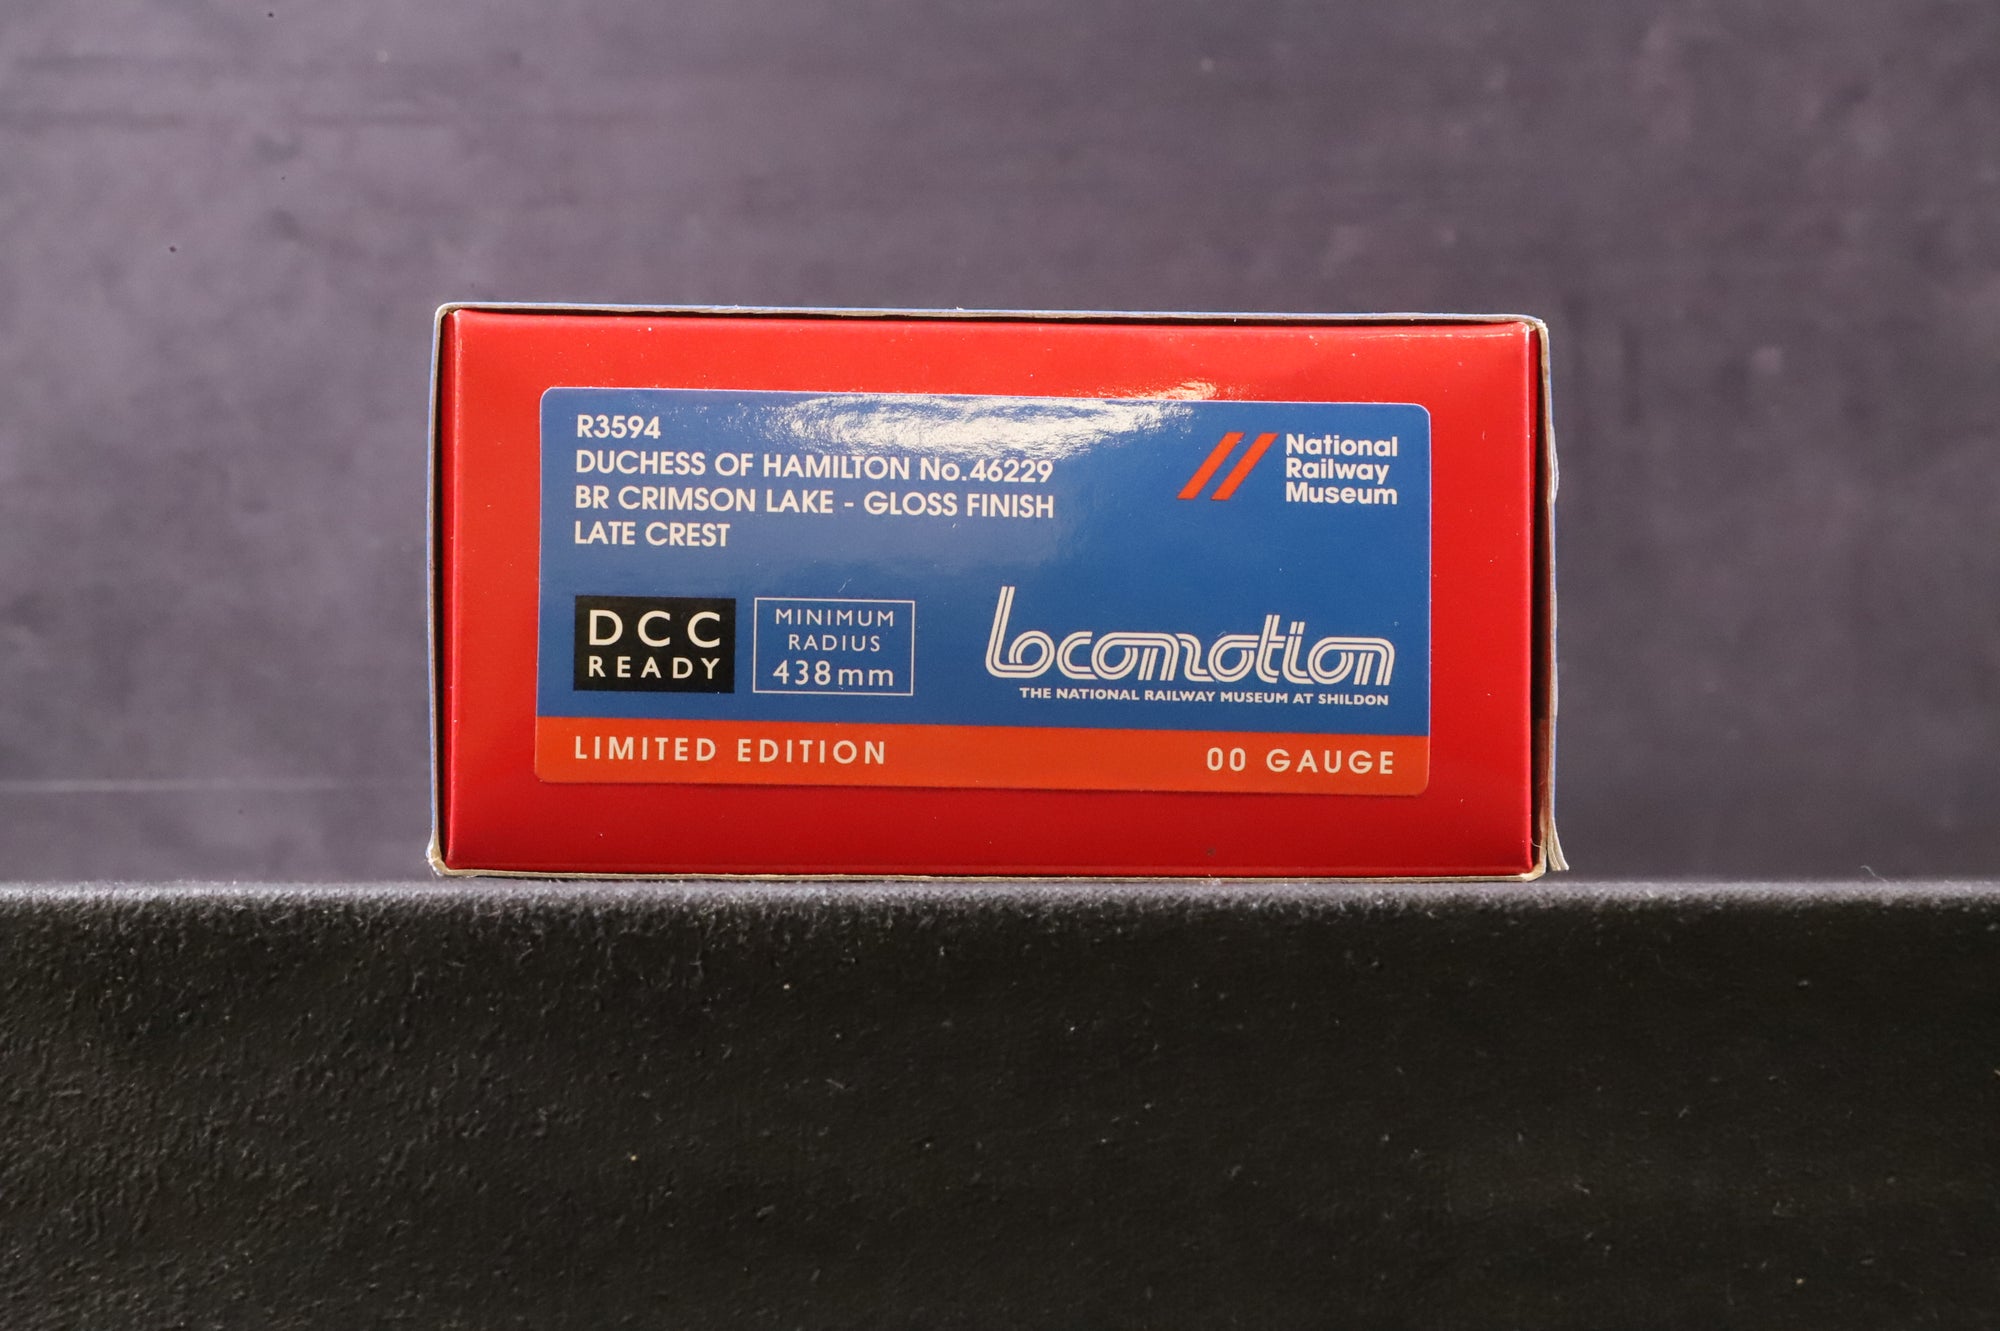 R3594
DUCHESS OF HAMILTON No.46229
BR CRIMSON LAKE - GLOSS FINISH
LATE CREST
National
Railway
Museum
DCC
READY
MINIMUM
RADIUS
438mm
locomotion
THE NATIONAL RAILWAY MUSEUM AT SHILDON
LIMITED EDITION
00 GAUGE